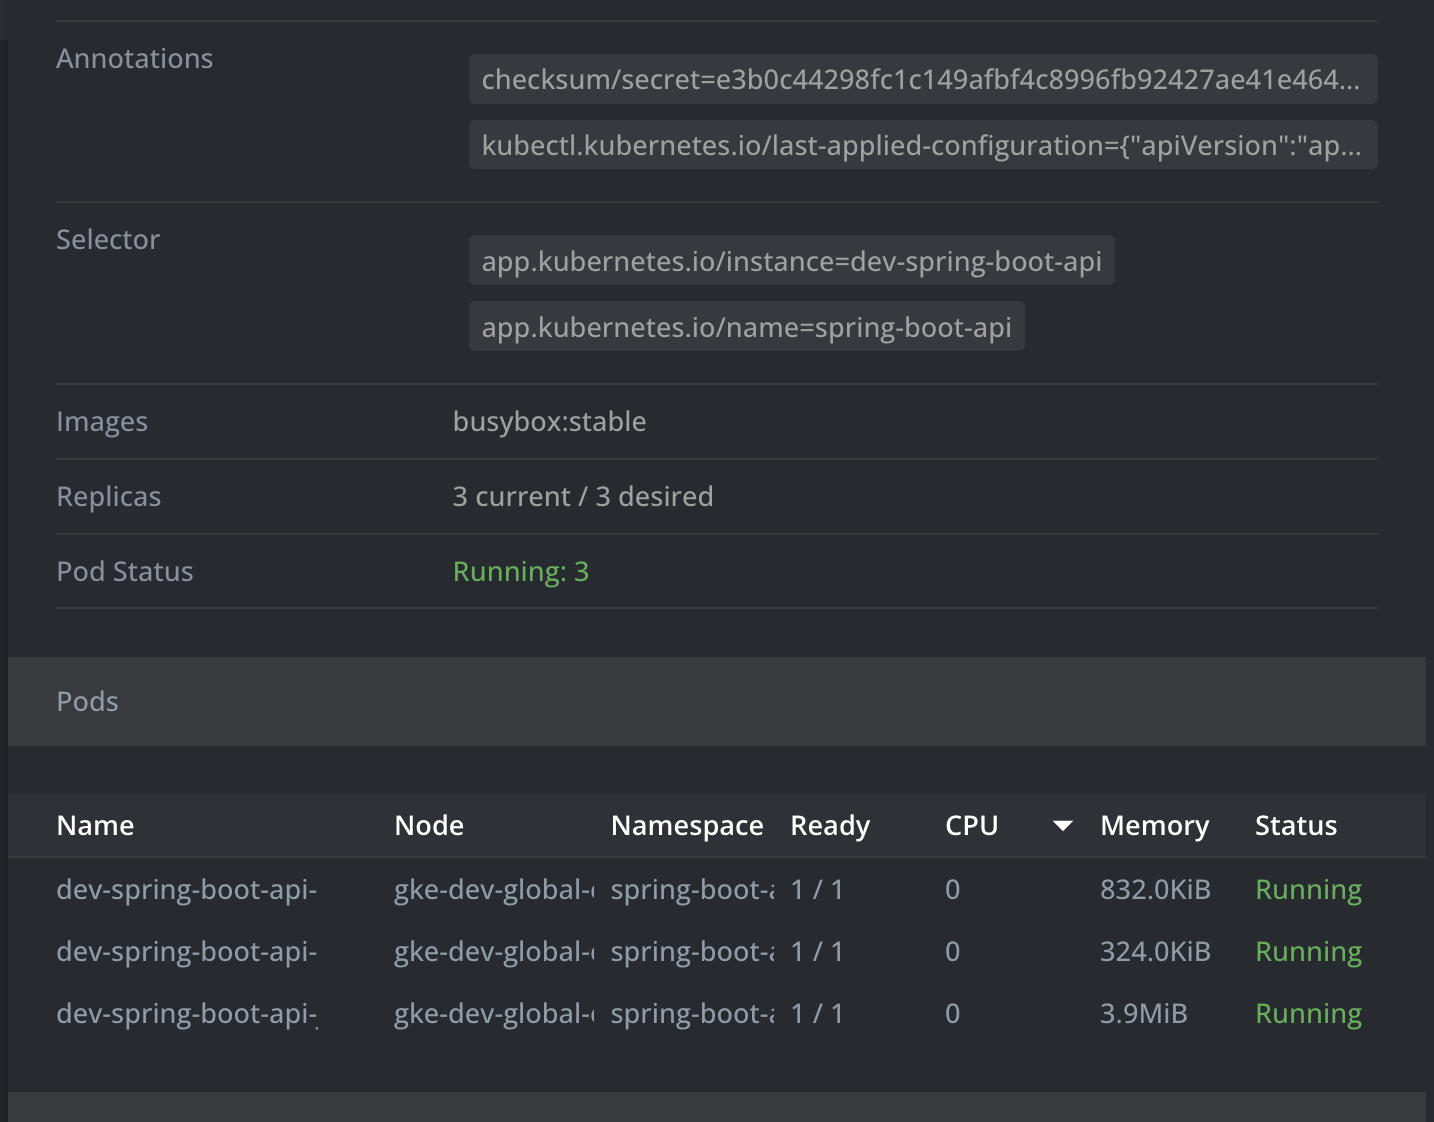 Annotations
checksum/secret=e3b0c44298fc1c149afbf4c8996fb92427ae41e464...
kubectl.kubernetes.io/last-applied-configuration={"apiVersion":"ap...
Selector
app.kubernetes.io/instance=dev-spring-boot-api
app.kubernetes.io/name=spring-boot-api
Images busybox:stable
Replicas 3 current / 3 desired
Pod Status Running: 3
Pods
Name Node Namespace Ready CPU Memory Status
dev-spring-boot-api- gke-dev-global- spring-boot-a 1 / 1 0 832.0KiB Running
dev-spring-boot-api- gke-dev-global- spring-boot-a 1 / 1 0 324.0KiB Running
dev-spring-boot-api- gke-dev-global- spring-boot-a 1 / 1 0 3.9MiB Running